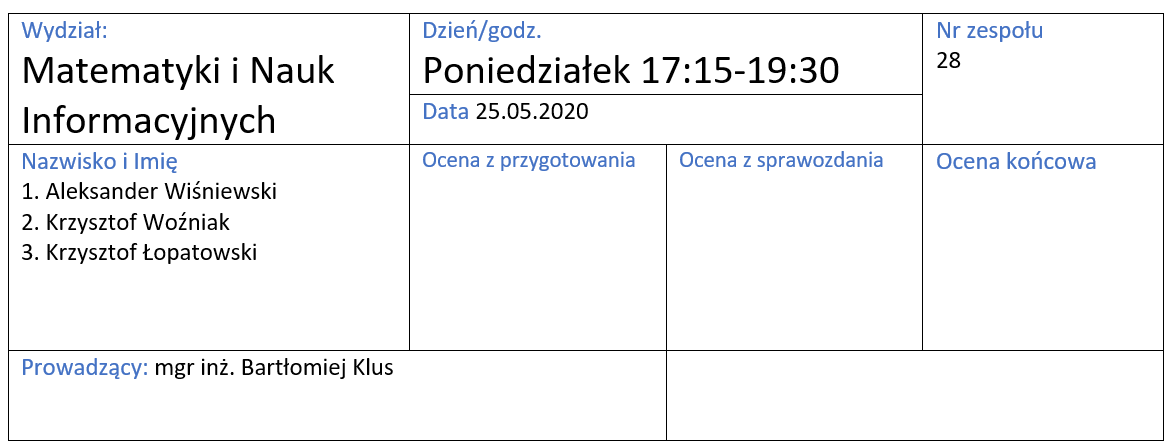 Wydział:
Matematyki i Nauk
Informacyjnych
Dzień/godz.
Poniedziałek 17:15-19:30
Data 25.05.2020
Nr zespołu
28
Nazwisko i Imię
1. Aleksander Wiśniewski
2. Krzysztof Woźniak
3. Krzysztof Łopatowski
Ocena z przygotowania
Ocena z sprawozdania
Ocena końcowa
Prowadzący: mgr inż. Bartłomiej Klus